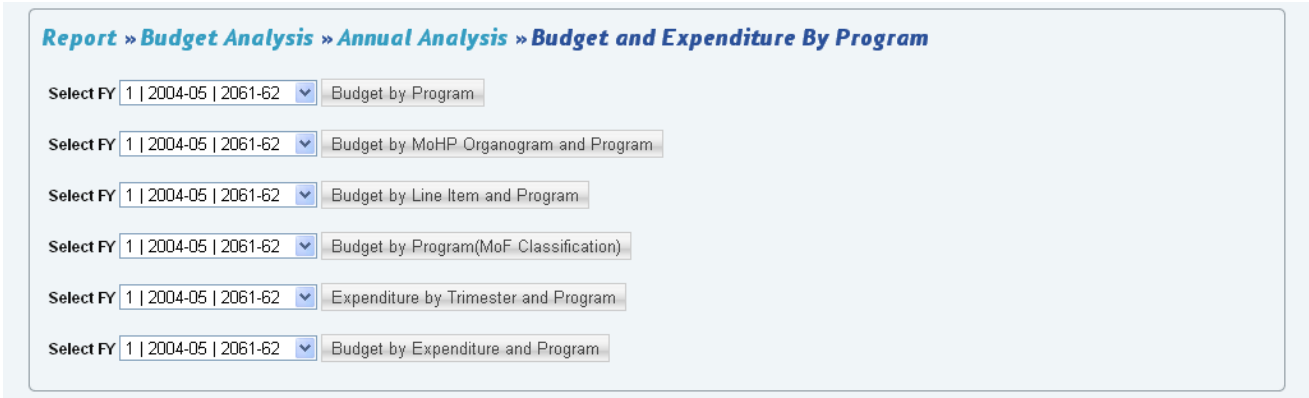 Report » Budget Analysis » Annual Analysis » Budget and Expenditure By Program
Select FY 1 | 2004-05 | 2061-62 Budget by Program
Select FY 1 | 2004-05 | 2061-62 Budget by MoHP Organogram and Program
Select FY 1 | 2004-05 | 2061-62 Budget by Line Item and Program
Select FY 1 | 2004-05 | 2061-62 Budget by Program(MoF Classification)
Select FY 1 | 2004-05 | 2061-62 Expenditure by Trimester and Program
Select FY 1 | 2004-05 | 2061-62 Budget by Expenditure and Program